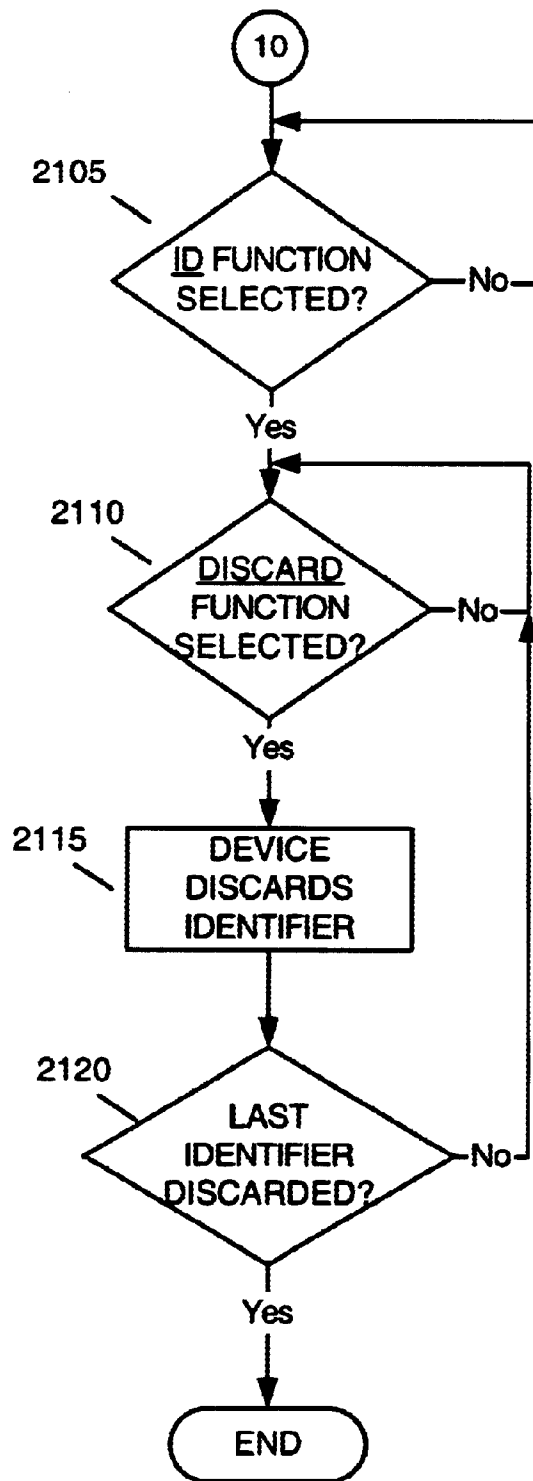 10
2105
ID FUNCTION
SELECTED?
No
Yes
2110
DISCARD
FUNCTION
SELECTED?
No
Yes
2115
DEVICE
DISCARDS
IDENTIFIER
2120
LAST
IDENTIFIER
DISCARDED?
No
Yes
END